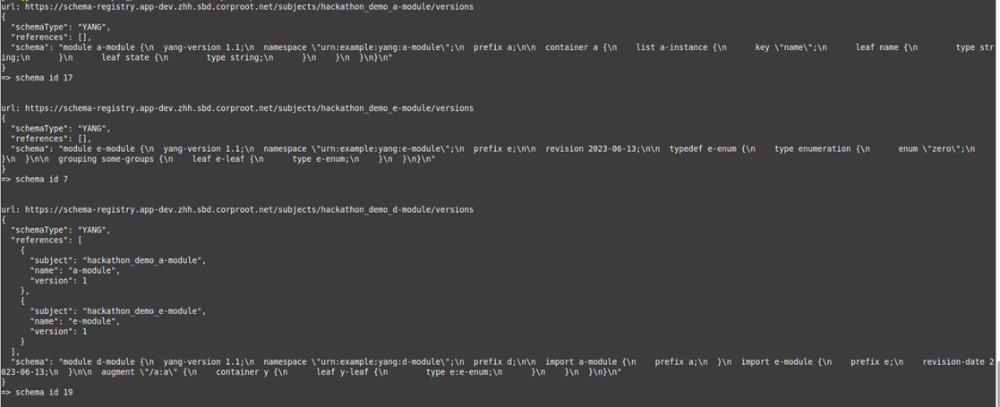 url: https://schema-registry.app-dev.zhh.sbd.corproot.net/subjects/hackathon_demo_a-module/versions
{
  "schemaType": "YANG",
  "references": [],
  "schema": "module a-module {\n  yang-version 1.1;\n  namespace \"urn:example:yang:a-module\";\n  prefix a;\n\n  container a {\n    list a-instance {\n      key \"name\";\n      leaf name {\n        type str
ing;\n      }\n      leaf state {\n        type string;\n      }\n    }\n  }\n}\n"
}
=> schema id 17
url: https://schema-registry.app-dev.zhh.sbd.corproot.net/subjects/hackathon_demo_e-module/versions
{
  "schemaType": "YANG",
  "references": [],
  "schema": "module e-module {\n  yang-version 1.1;\n  namespace \"urn:example:yang:e-module\";\n  prefix e;\n\n  revision 2023-06-13;\n\n  typedef e-enum {\n    type enumeration {\n      enum \"zero\";\n
}\n  }\n\n  grouping some-groups {\n    leaf e-leaf {\n      type e-enum;\n    }\n  }\n}\n"
}
=> schema id 7
url: https://schema-registry.app-dev.zhh.sbd.corproot.net/subjects/hackathon_demo_d-module/versions
{
  "schemaType": "YANG",
  "references": [
    {
      "subject": "hackathon_demo_a-module",
      "name": "a-module",
      "version": 1
    },
    {
      "subject": "hackathon_demo_e-module",
      "name": "e-module",
      "version": 1
    }
  ],
  "schema": "module d-module {\n  yang-version 1.1;\n  namespace \"urn:example:yang:d-module\";\n  prefix d;\n\n  import a-module {\n    prefix a;\n  }\n  import e-module {\n    prefix e;\n    revision-date 2
023-06-13;\n  }\n\n  augment \"/a:a\" {\n    container y {\n      leaf y-leaf {\n        type e:e-enum;\n      }\n    }\n  }\n}\n"
}
=> schema id 19